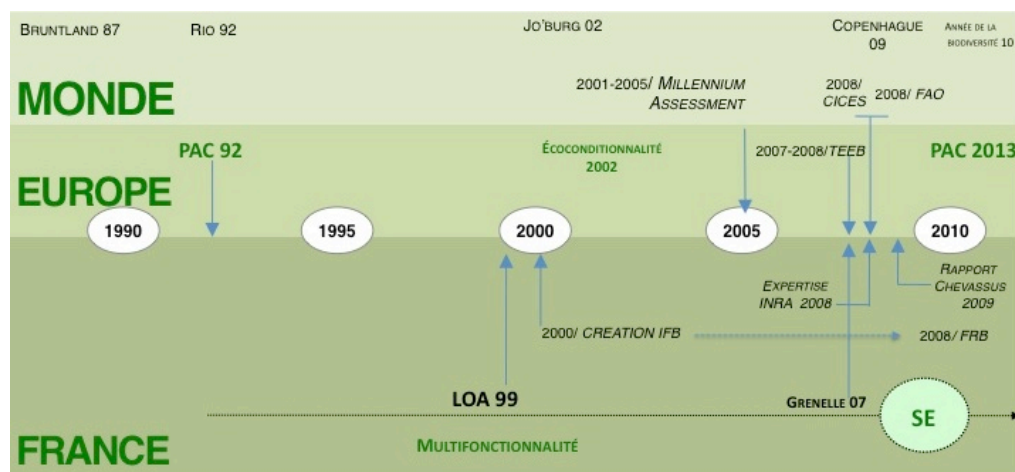 BRUNTLAND 87
RIO 92
JO'BURG 02
COPENHAGUE
09
ANNÉE DE LA
BIODIVERSITÉ 10
MONDE
2001-2005/ MILLENNIUM
ASSESSMENT
2008/
CICES
2008/ FAO
PAC 92
ÉCOCONDITIONNALITÉ
2002
2007-2008/TEEB
PAC 2013
EUROPE
1990
1995
2000
2005
2010
EXPERTISE
INRA 2008
RAPPORT
CHEVASSUS
2009
2000/ CREATION IFB
2008/ FRB
LOA 99
GRENELLE 07
SE
FRANCE
MULTIFONCTIONNALITÉ